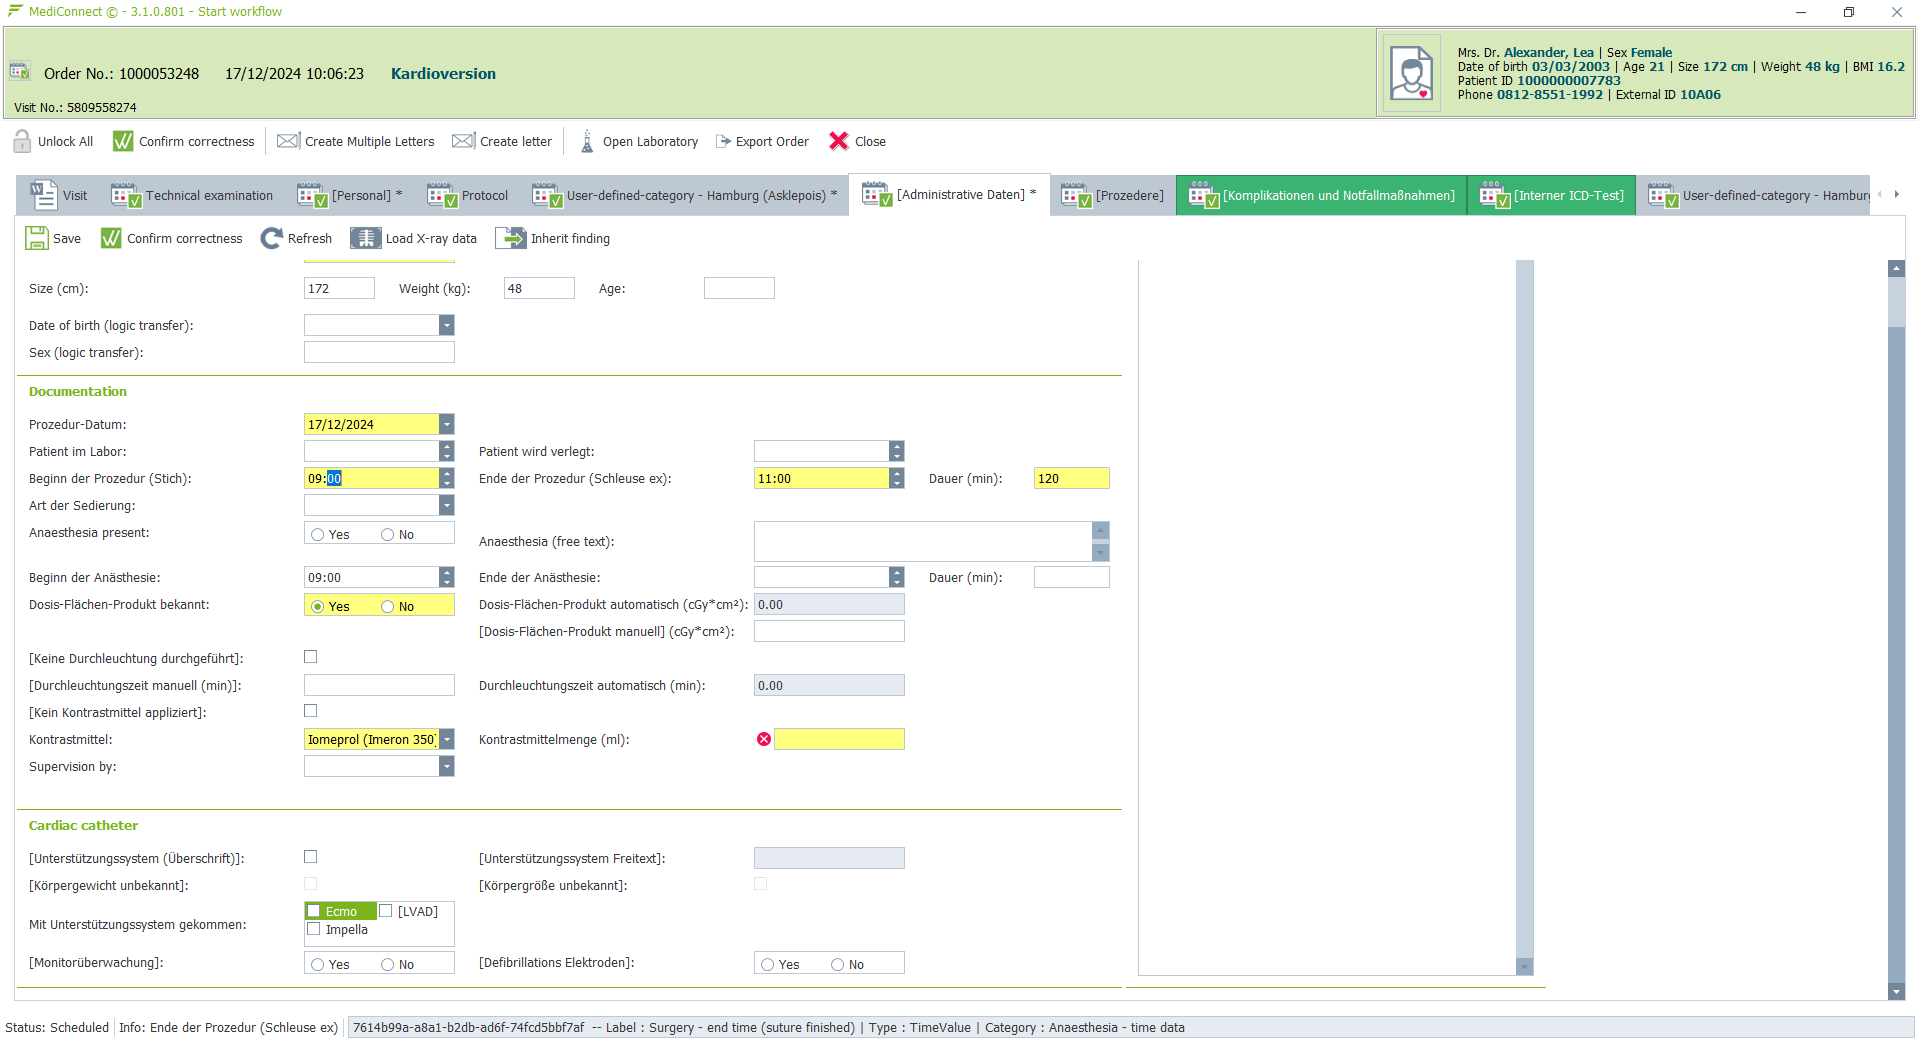 MediConnect © - 3.1.0.801 - Start workflow
Order No.: 1000053248 17/12/2024 10:06:23 Kardioversion
Visit No.: 5809558274
Mrs. Dr. Alexander, Lea | Sex Female
Date of birth 03/03/2003 | Age 21 | Size 172 cm | Weight 48 kg | BMI 16.2
Patient ID 1000000007783
Phone 0812-8551-1992 | External ID 10A06
Unlock All Confirm correctness Create Multiple Letters Create letter Open Laboratory Export Order Close
Visit Technical examination [Personal] * Protocol User-defined-category - Hamburg (Asklepois) * [Administrative Daten] * [Prozedere] [Komplikationen und Notfallmaßnahmen] [Interner ICD-Test] User-defined-category - Hamburg
Save Confirm correctness Refresh Load X-ray data Inherit finding
Size (cm): 172 Weight (kg): 48 Age:
Date of birth (logic transfer):
Sex (logic transfer):
Documentation
Prozedur-Datum: 17/12/2024
Patient im Labor: Patient wird verlegt:
Beginn der Prozedur (Stich): 09:00 Ende der Prozedur (Schleuse ex): 11:00 Dauer (min): 120
Art der Sedierung:
Anaesthesia present: Yes No Anaesthesia (free text):
Beginn der Anästhesie: 09:00 Ende der Anästhesie: Dauer (min):
Dosis-Flächen-Produkt bekannt: Yes No Dosis-Flächen-Produkt automatisch (cGy*cm²): 0.00
[Dosis-Flächen-Produkt manuell] (cGy*cm²):
[Keine Durchleuchtung durchgeführt]:
[Durchleuchtungszeit manuell (min)]: Durchleuchtungszeit automatisch (min): 0.00
[Kein Kontrastmittel appliziert]:
Kontrastmittel: Iomeprol (Imeron 350) Kontrastmittelmenge (ml):
Supervision by:
Cardiac catheter
[Unterstützungssystem (Überschrift)]: [Unterstützungssystem Freitext]:
[Körpergewicht unbekannt]: [Körpergröße unbekannt]:
Mit Unterstützungssystem gekommen: Ecmo [LVAD]
Impella
[Monitorüberwachung]: Yes No [Defibrillations Elektroden]: Yes No
Status: Scheduled Info: Ende der Prozedur (Schleuse ex) 7614b99a-a8a1-b2db-ad6f-74fcd5bbf7af -- Label : Surgery - end time (suture finished) | Type : TimeValue | Category : Anaesthesia - time data